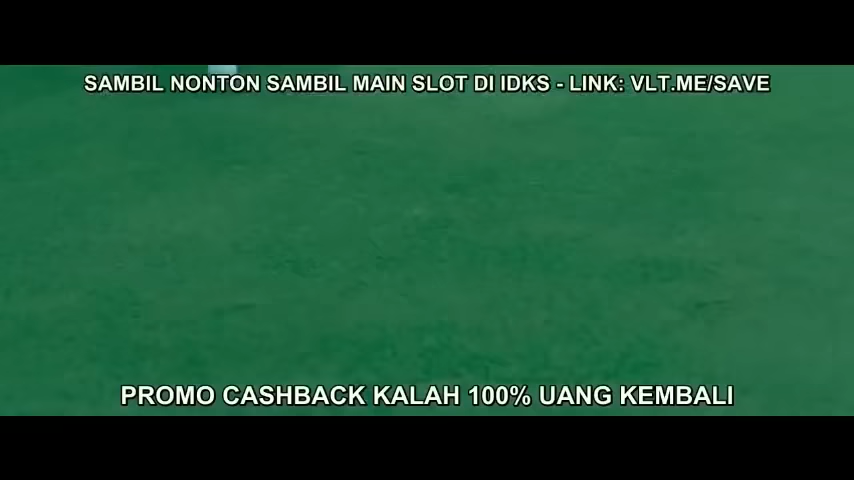 SAMBIL NONTON SAMBIL MAIN SLOT DI IDKS - LINK: VLT.ME/SAVE
PROMO CASHBACK KALAH 100% UANG KEMBALI